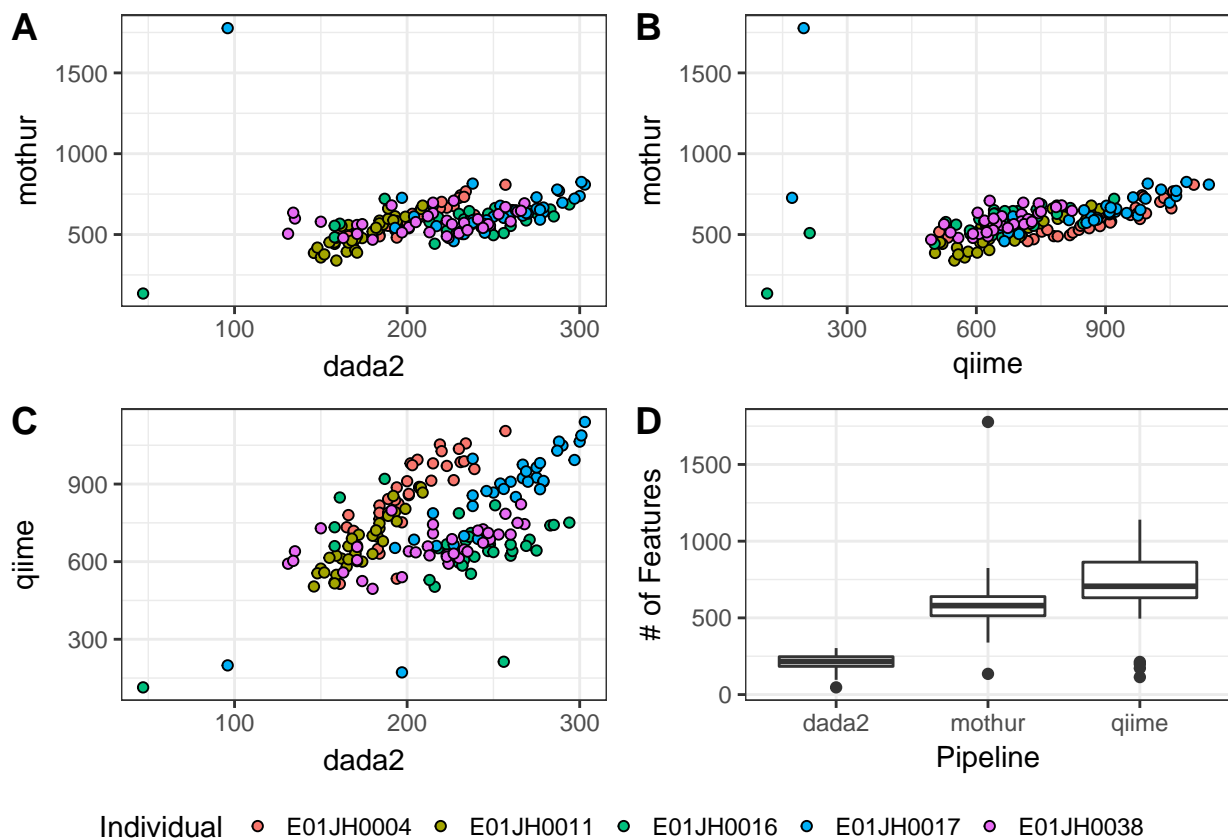 A
mothur
1500
1000
500
100 200 300
dada2
B
mothur
1500
1000
500
300 600 900
qiime
C
qiime
900
600
300
100 200 300
dada2
D
# of Features
1500
1000
500
0
dada2 mothur qiime
Pipeline
Individual E01JH0004 E01JH0011 E01JH0016 E01JH0017 E01JH0038